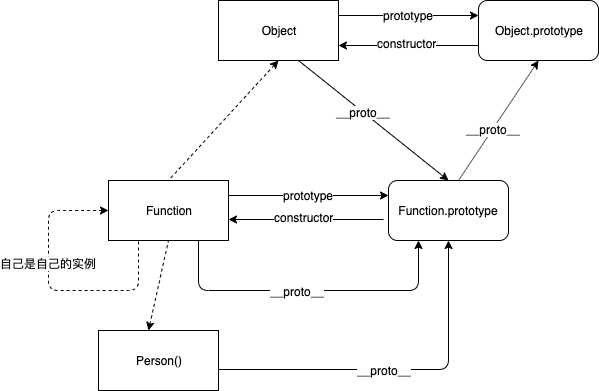 Object
prototype
constructor
Object.prototype
__proto__
__proto__
Function
prototype
constructor
Function.prototype
自己是自己的实例
__proto__
Person()
__proto__